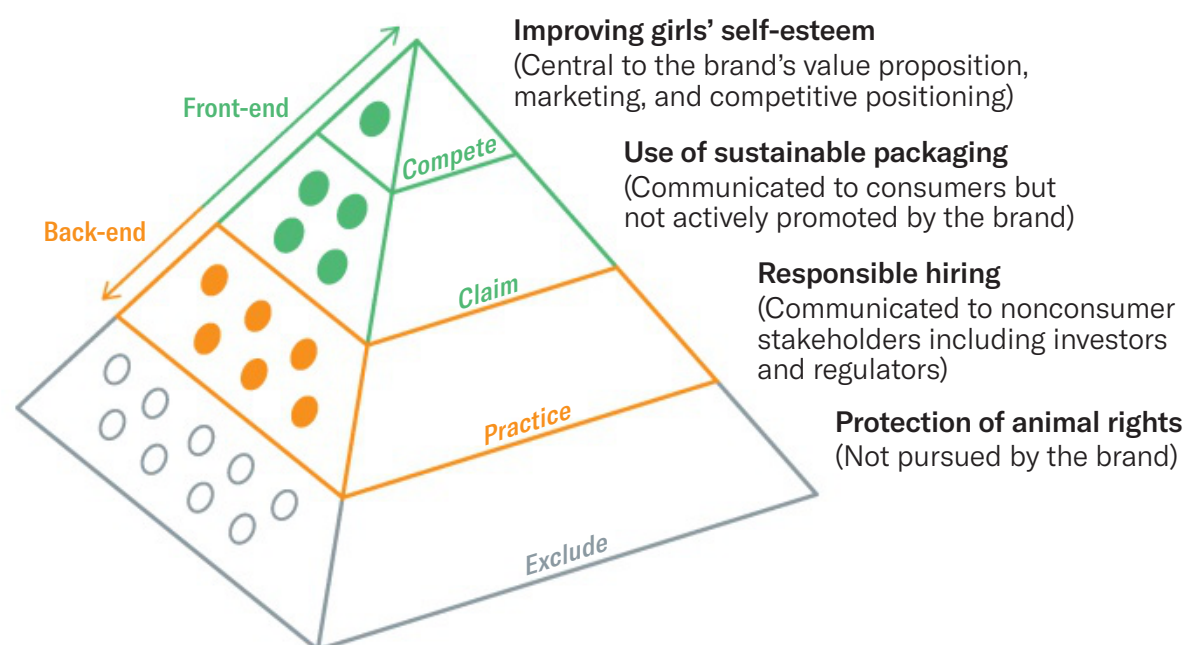 Improving girls’ self-esteem
(Central to the brand’s value proposition,
marketing, and competitive positioning)
Front-end
Compete
Use of sustainable packaging
(Communicated to consumers but
not actively promoted by the brand)
Back-end
Claim
Responsible hiring
(Communicated to nonconsumer
stakeholders including investors
and regulators)
Practice
Protection of animal rights
(Not pursued by the brand)
Exclude